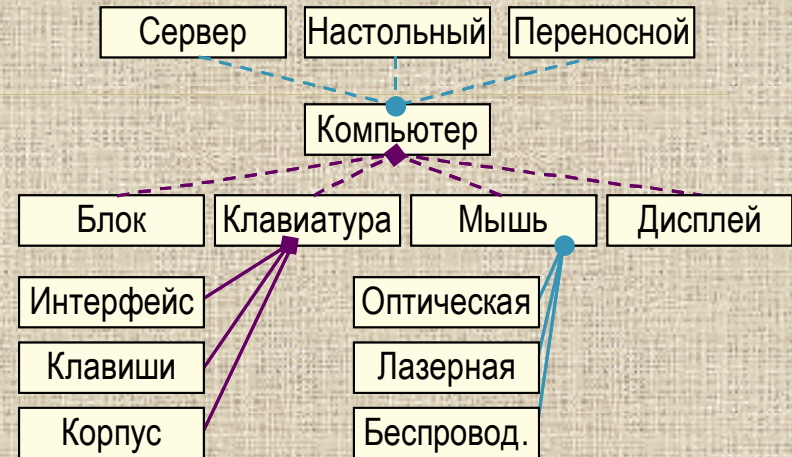 Сервер
Настольный
Переносной
Компьютер
Блок
Клавиатура
Мышь
Дисплей
Интерфейс
Клавиши
Корпус
Оптическая
Лазерная
Беспровод.